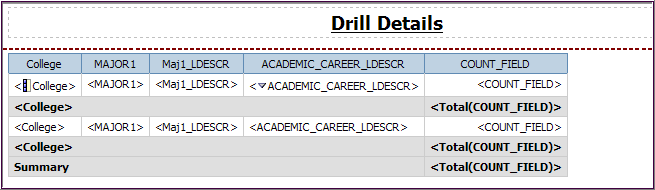 Drill Details
College MAJOR1 Maj1_LDESCR ACADEMIC_CAREER_LDESCR COUNT_FIELD
<College> <MAJOR1> <Maj1_LDESCR> <ACADEMIC_CAREER_LDESCR> <COUNT_FIELD>
<College> <Total(COUNT_FIELD)>
<College> <MAJOR1> <Maj1_LDESCR> <ACADEMIC_CAREER_LDESCR> <COUNT_FIELD>
<College> <Total(COUNT_FIELD)>
Summary <Total(COUNT_FIELD)>